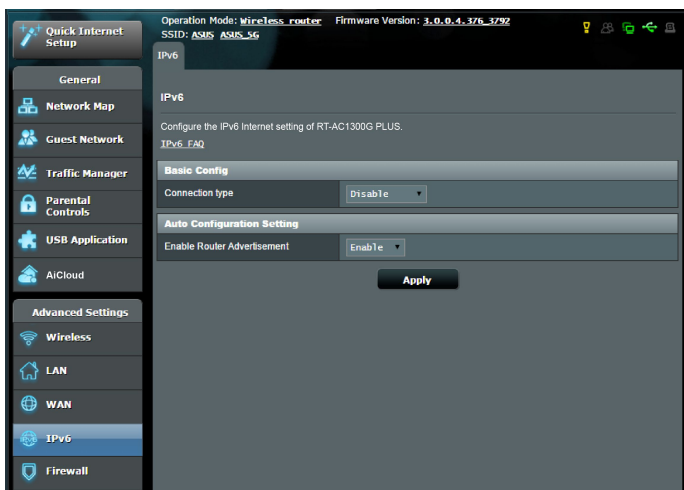 Quick Internet
Setup
Operation Mode: Wireless router Firmware Version: 3.0.0.4.376_3792
SSID: ASUS ASUS_5G
IPv6
General
Network Map
Guest Network
Traffic Manager
Parental
Controls
USB Application
AiCloud
Advanced Settings
Wireless
LAN
WAN
IPv6
Firewall
IPv6
Configure the IPv6 Internet setting of RT-AC1300G PLUS.
IPv6 FAQ
Basic Config
Connection type Disable
Auto Configuration Setting
Enable Router Advertisement Enable
Apply